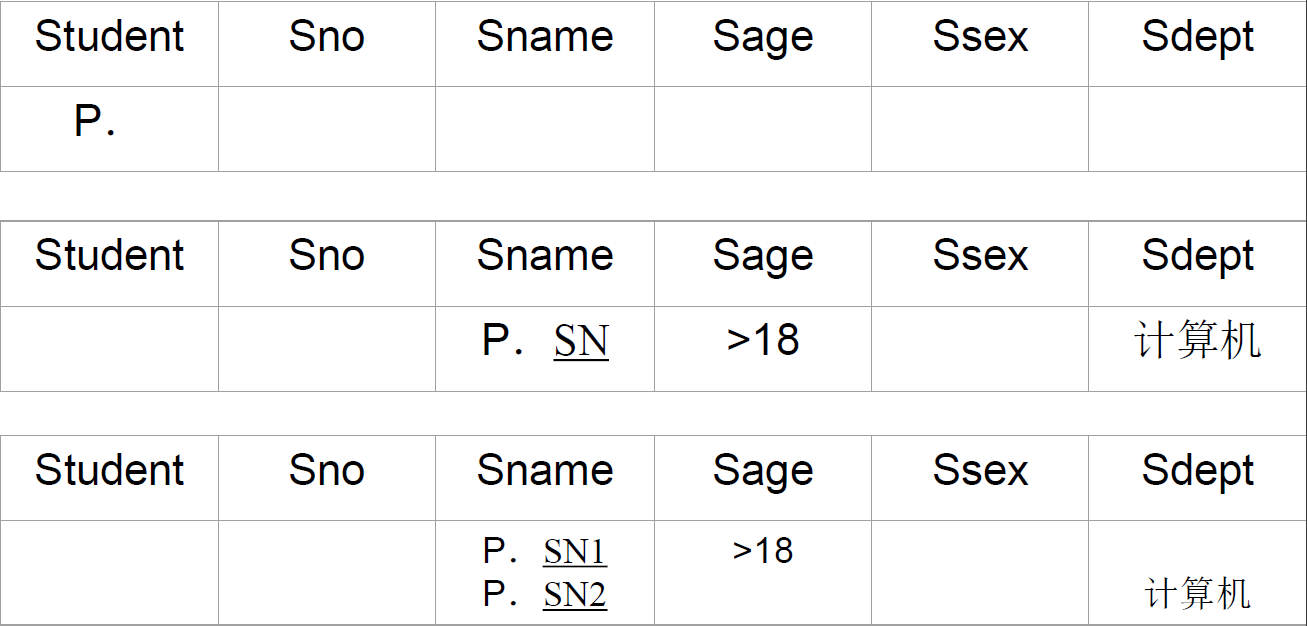 Student Sno Sname Sage Ssex Sdept
P.
Student Sno Sname Sage Ssex Sdept
P. SN >18 计算机
Student Sno Sname Sage Ssex Sdept
P. SN1 >18
P. SN2 计算机